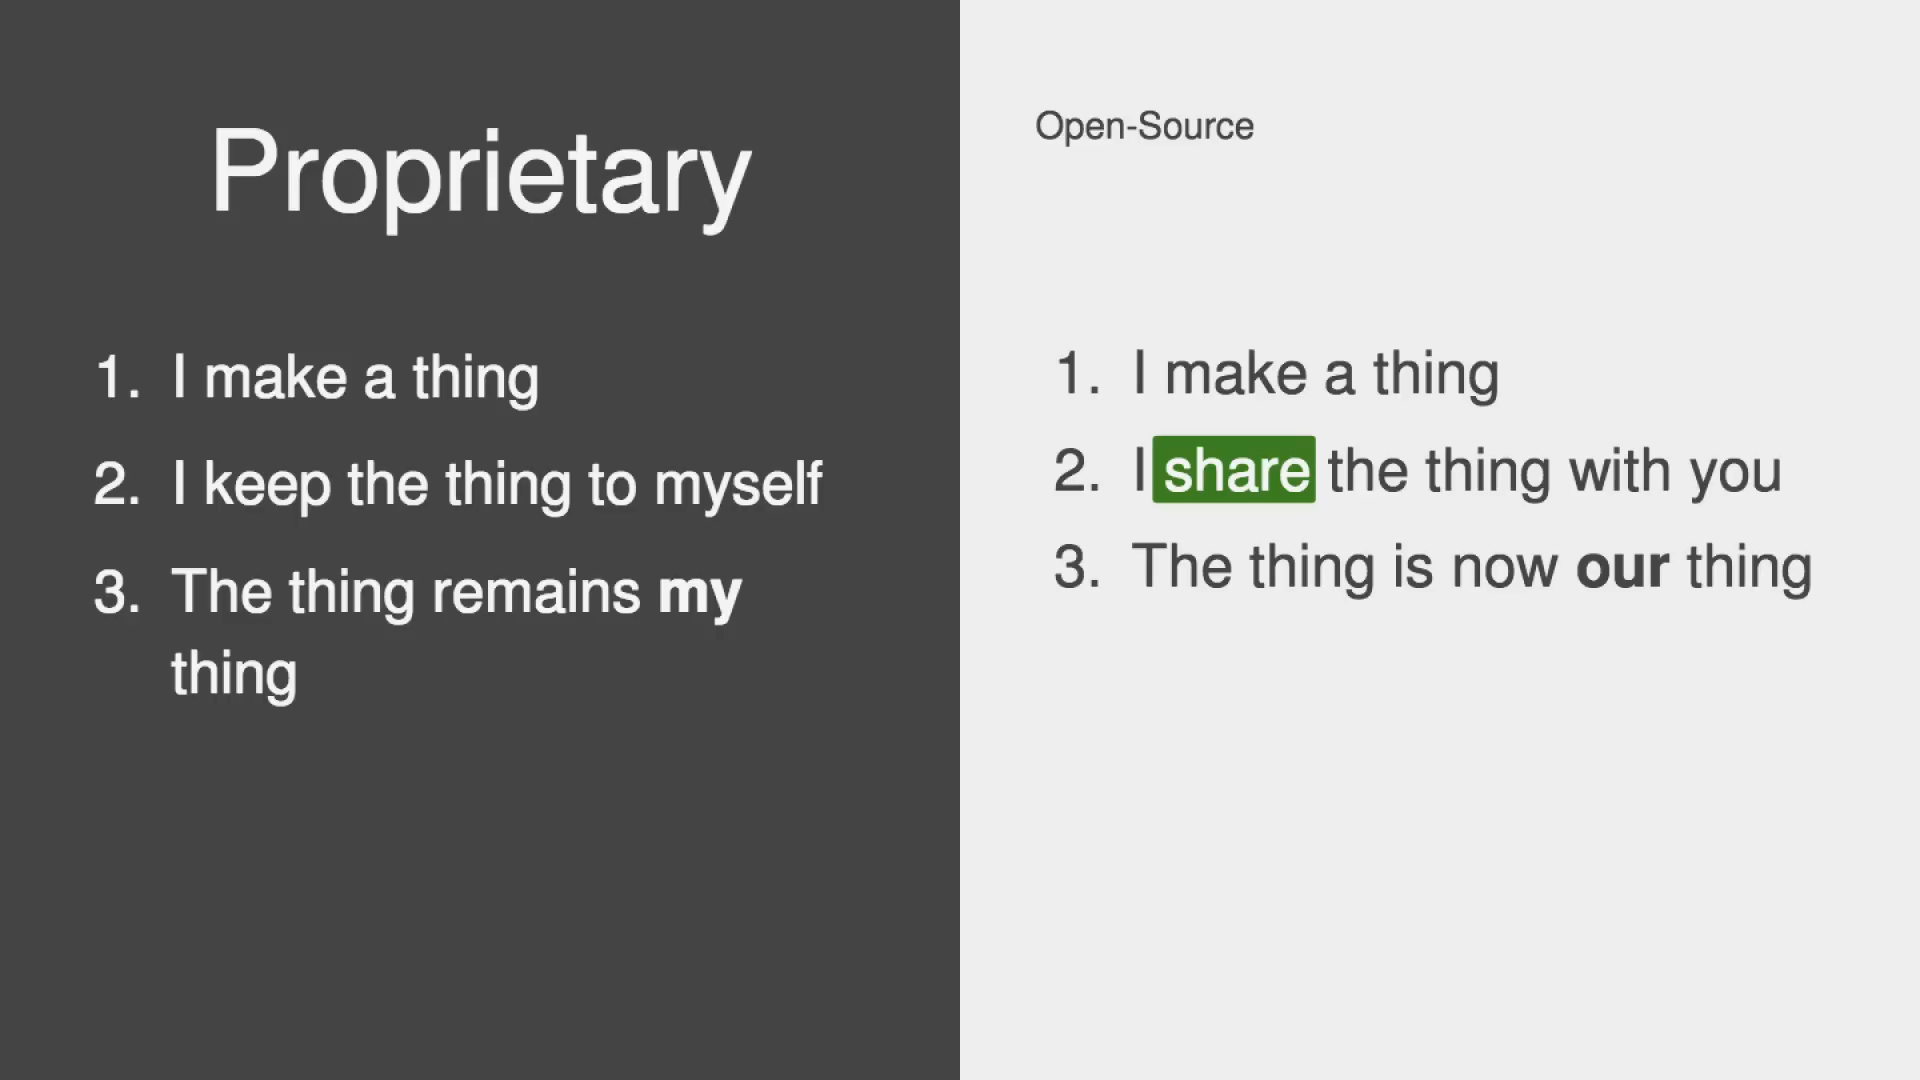 Proprietary
1. I make a thing
2. I keep the thing to myself
3. The thing remains my
thing
Open-Source
1. I make a thing
2. I share the thing with you
3. The thing is now our thing